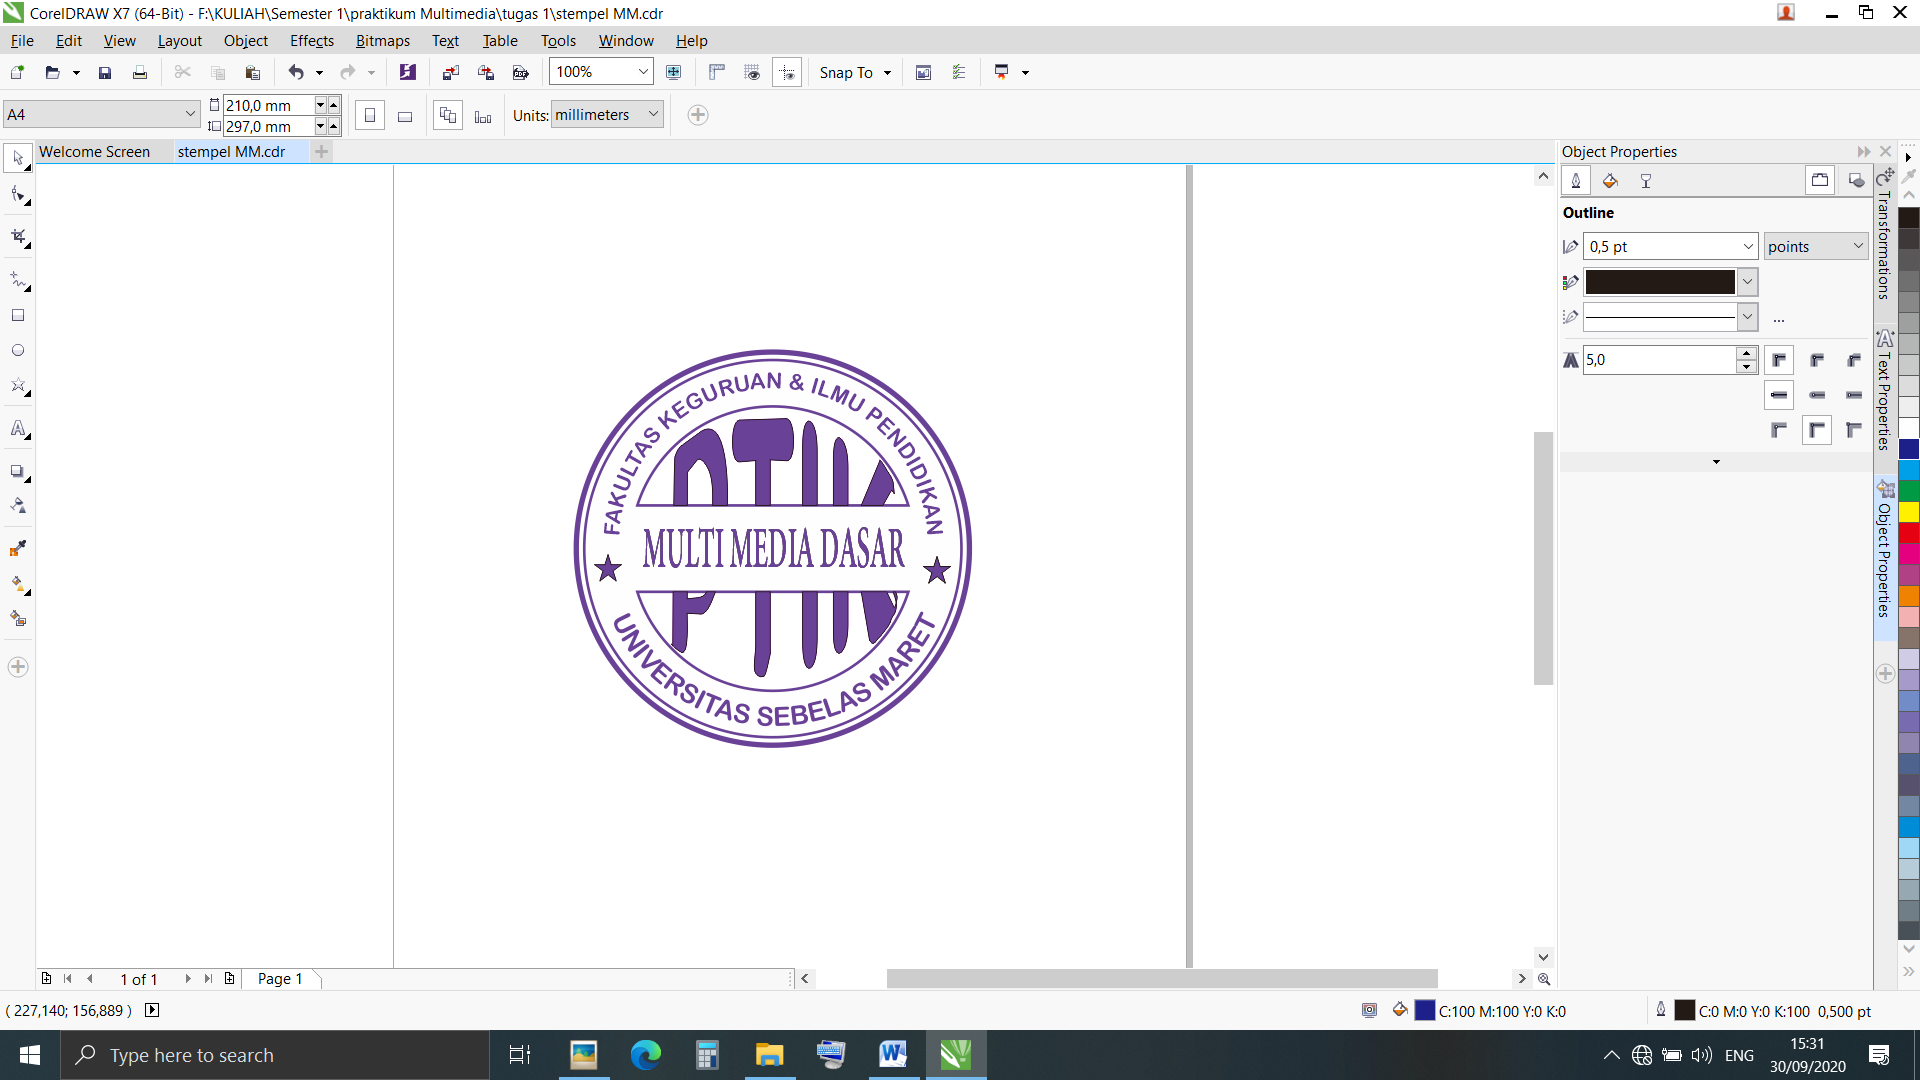 CorelDRAW X7 (64-Bit) - F:\KULIAH\Semester 1\praktikum Multimedia\tugas 1\stempel MM.cdr
File Edit View Layout Object Effects Bitmaps Text Table Tools Window Help
100% Snap To
A4 210,0 mm 297,0 mm Units: millimeters
Welcome Screen stempel MM.cdr
Object Properties
Outline
0,5 pt points
...
5,0
Transformations
Text Properties
Object Properties
FAKULTAS KEGURUAN & ILMU PENDIDIKAN
PTIK
MULTI MEDIA DASAR
UNIVERSITAS SEBELAS MARET
1 of 1 Page 1
( 227,140; 156,889 ) C:100 M:100 Y:0 K:0 C:0 M:0 Y:0 K:100 0,500 pt
Type here to search ENG 15:31
30/09/2020